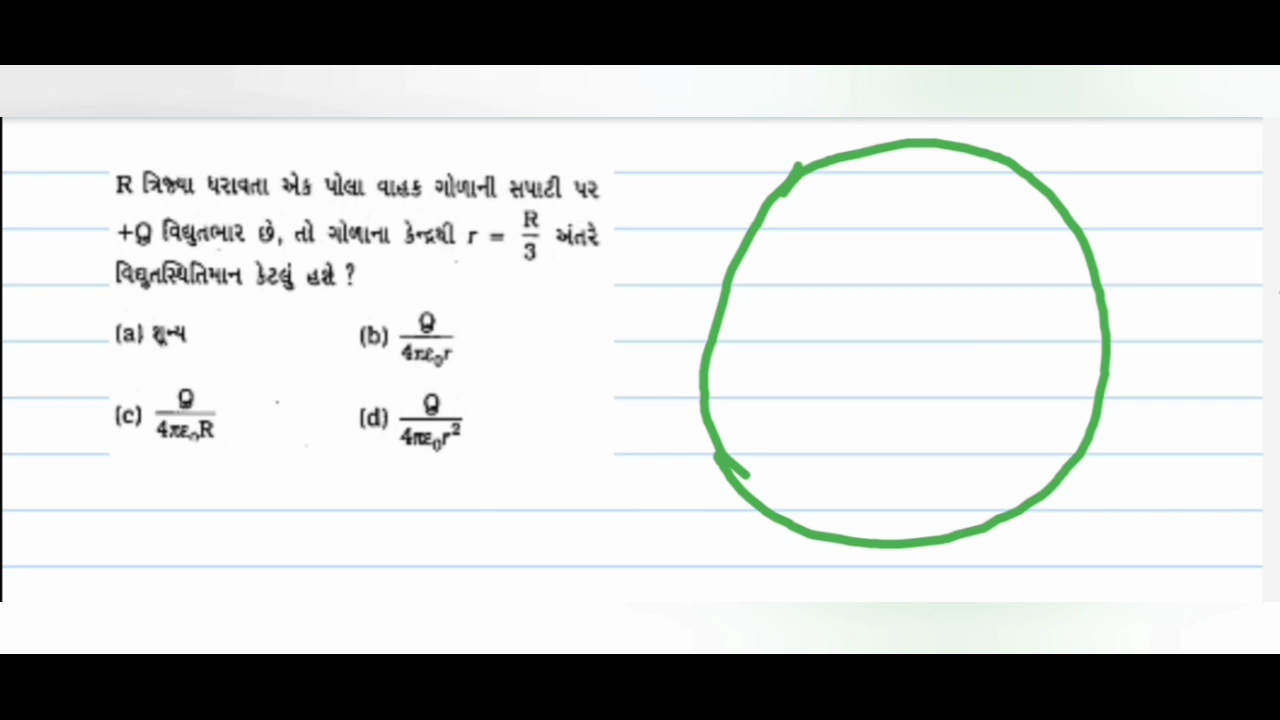 R ત્રિજ્યા ધરાવતા એક પોલા વાહક ગોળાની સપાટી પર
+Q વિદ્યુતભાર છે, તો ગોળાના કેન્દ્રથી r = R/3 અંતરે
વિદ્યુતસ્થિતિમાન કેટલું હશે ?
(a) શૂન્ય (b) Q/4πε₀r
(c) Q/4πε₀R (d) Q/4πε₀r²